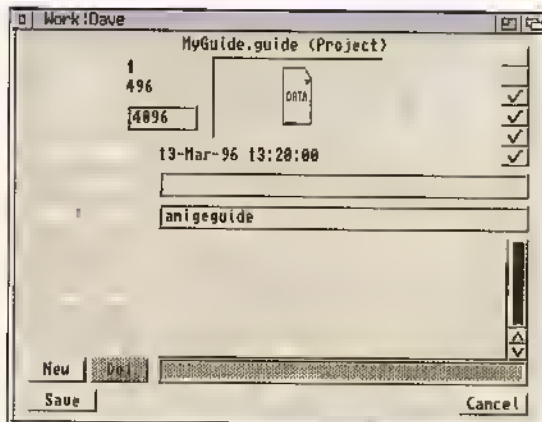 Work:Dave
MyGuide.guide (Project)
1
496
4096
DATA
13-Mar-96 13:20:00
amigeguide
New
Del
Save
Cancel